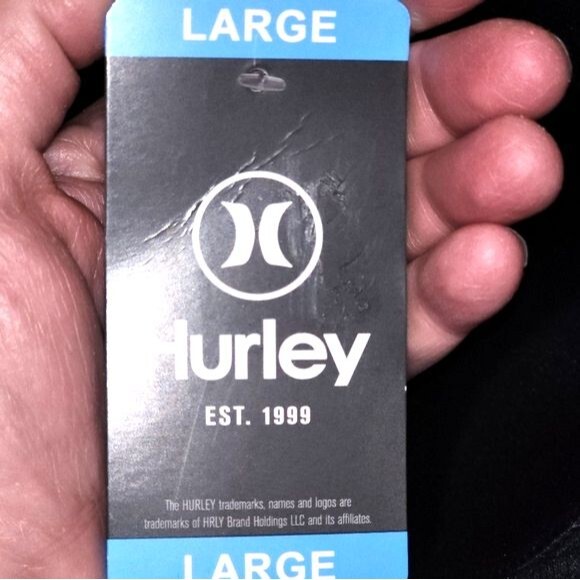 LARGE
Hurley
EST. 1999
The HURLEY trademarks, names and logos are
trademarks of HRLY Brand Holdings LLC and its affiliates.
LARGE